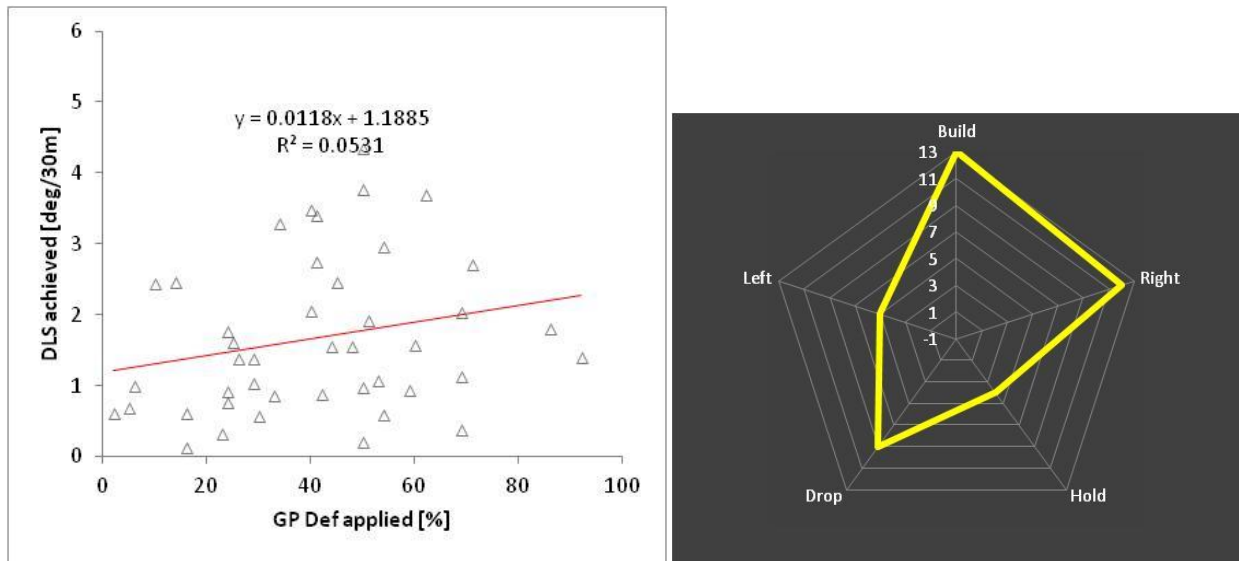 6
5
4
3
2
1
0
DLS achieved [deg/30m]
y = 0.0118x + 1.1885
R² = 0.0531
0 20 40 60 80 100
GP Def applied [%]
Build
13
11
9
7
5
3
1
-1
Left
Right
Drop
Hold